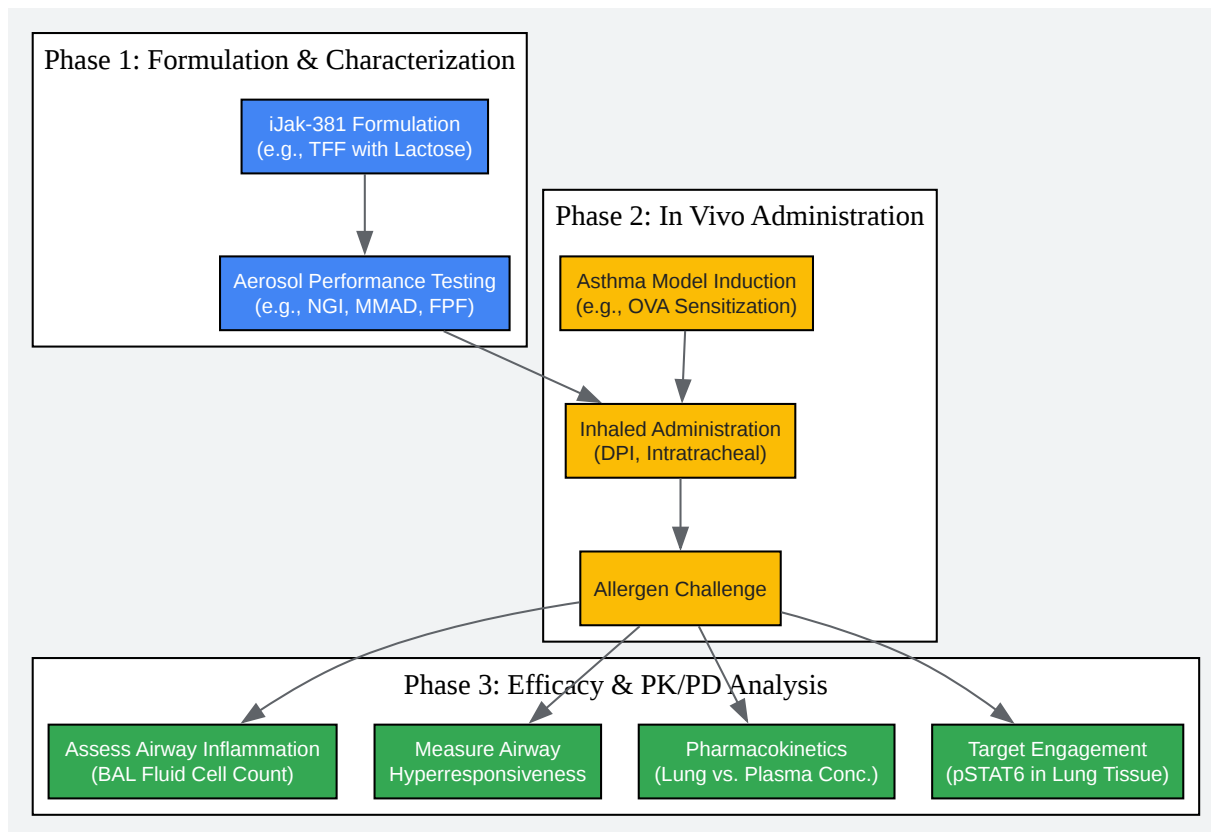 Phase 1: Formulation & Characterization
iJak-381 Formulation
(e.g., TFF with Lactose)
Aerosol Performance Testing
(e.g., NGI, MMAD, FPF)
Phase 2: In Vivo Administration
Asthma Model Induction
(e.g., OVA Sensitization)
Inhaled Administration
(DPI, Intratracheal)
Allergen Challenge
Phase 3: Efficacy & PK/PD Analysis
Assess Airway Inflammation
(BAL Fluid Cell Count)
Measure Airway
Hyperresponsiveness
Pharmacokinetics
(Lung vs. Plasma Conc.)
Target Engagement
(pSTAT6 in Lung Tissue)